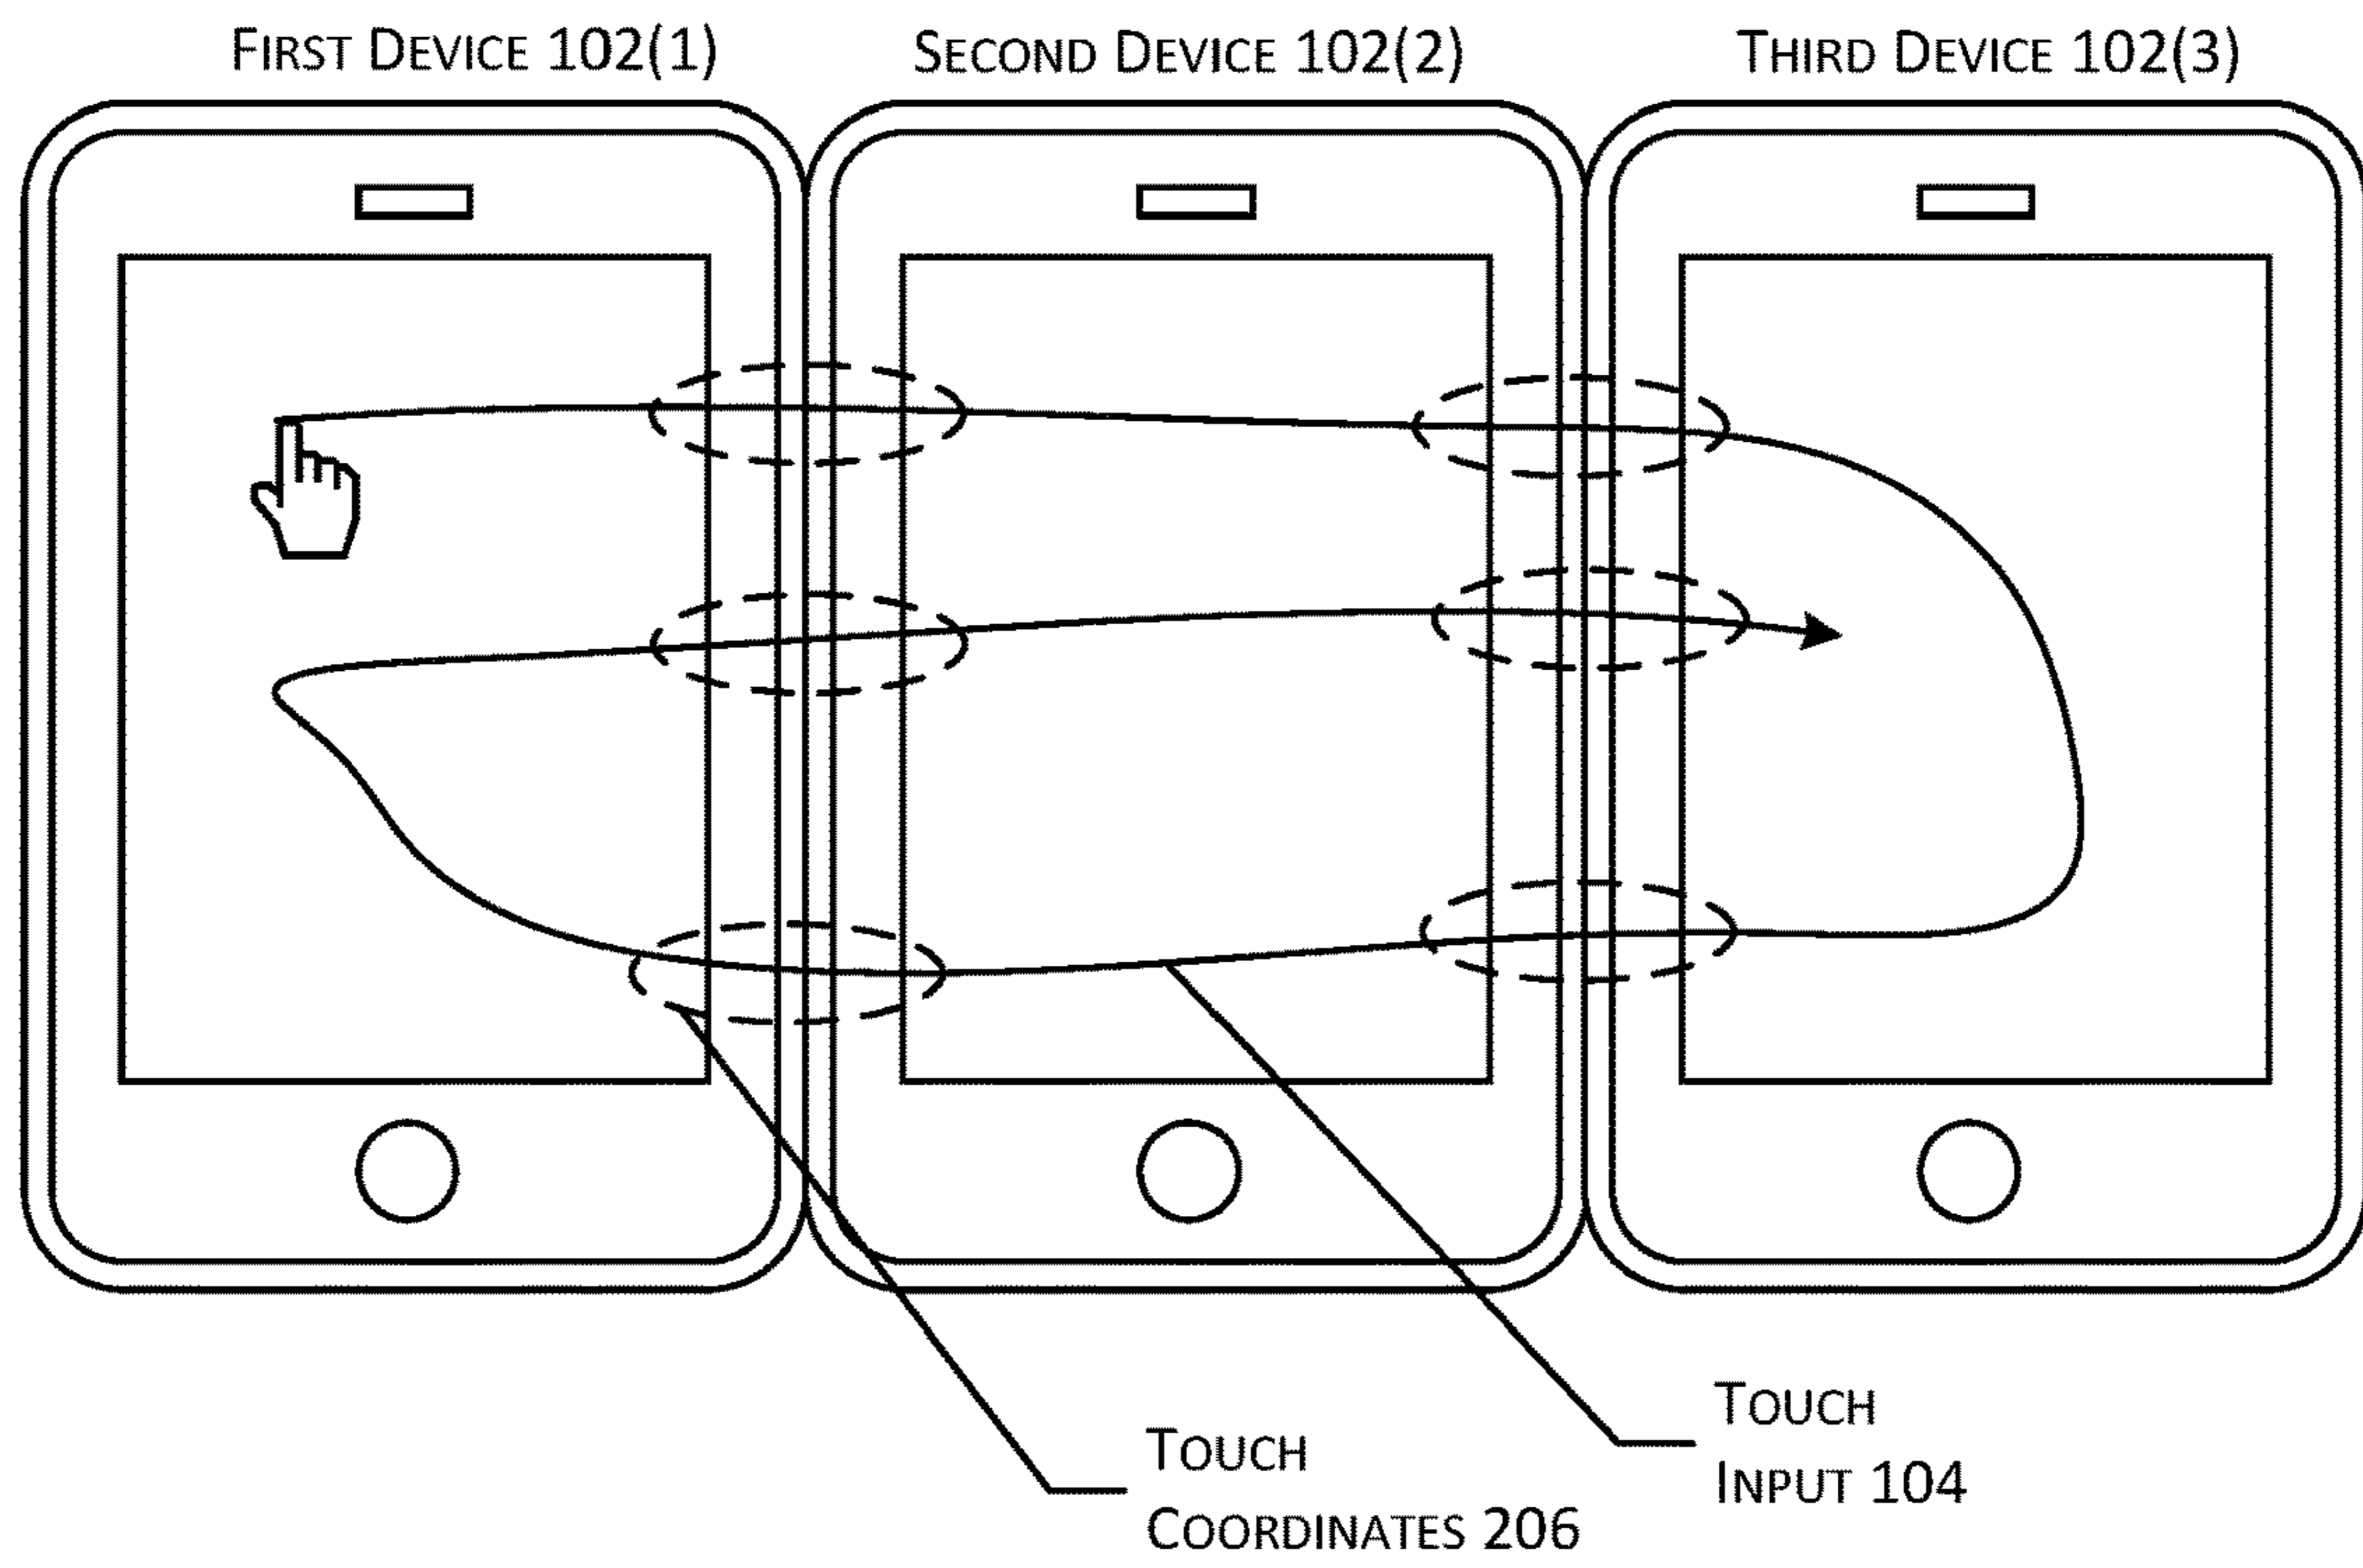 FIRST DEVICE 102(1)
SECOND DEVICE 102(2)
THIRD DEVICE 102(3)
TOUCH
INPUT 104
TOUCH
COORDINATES 206